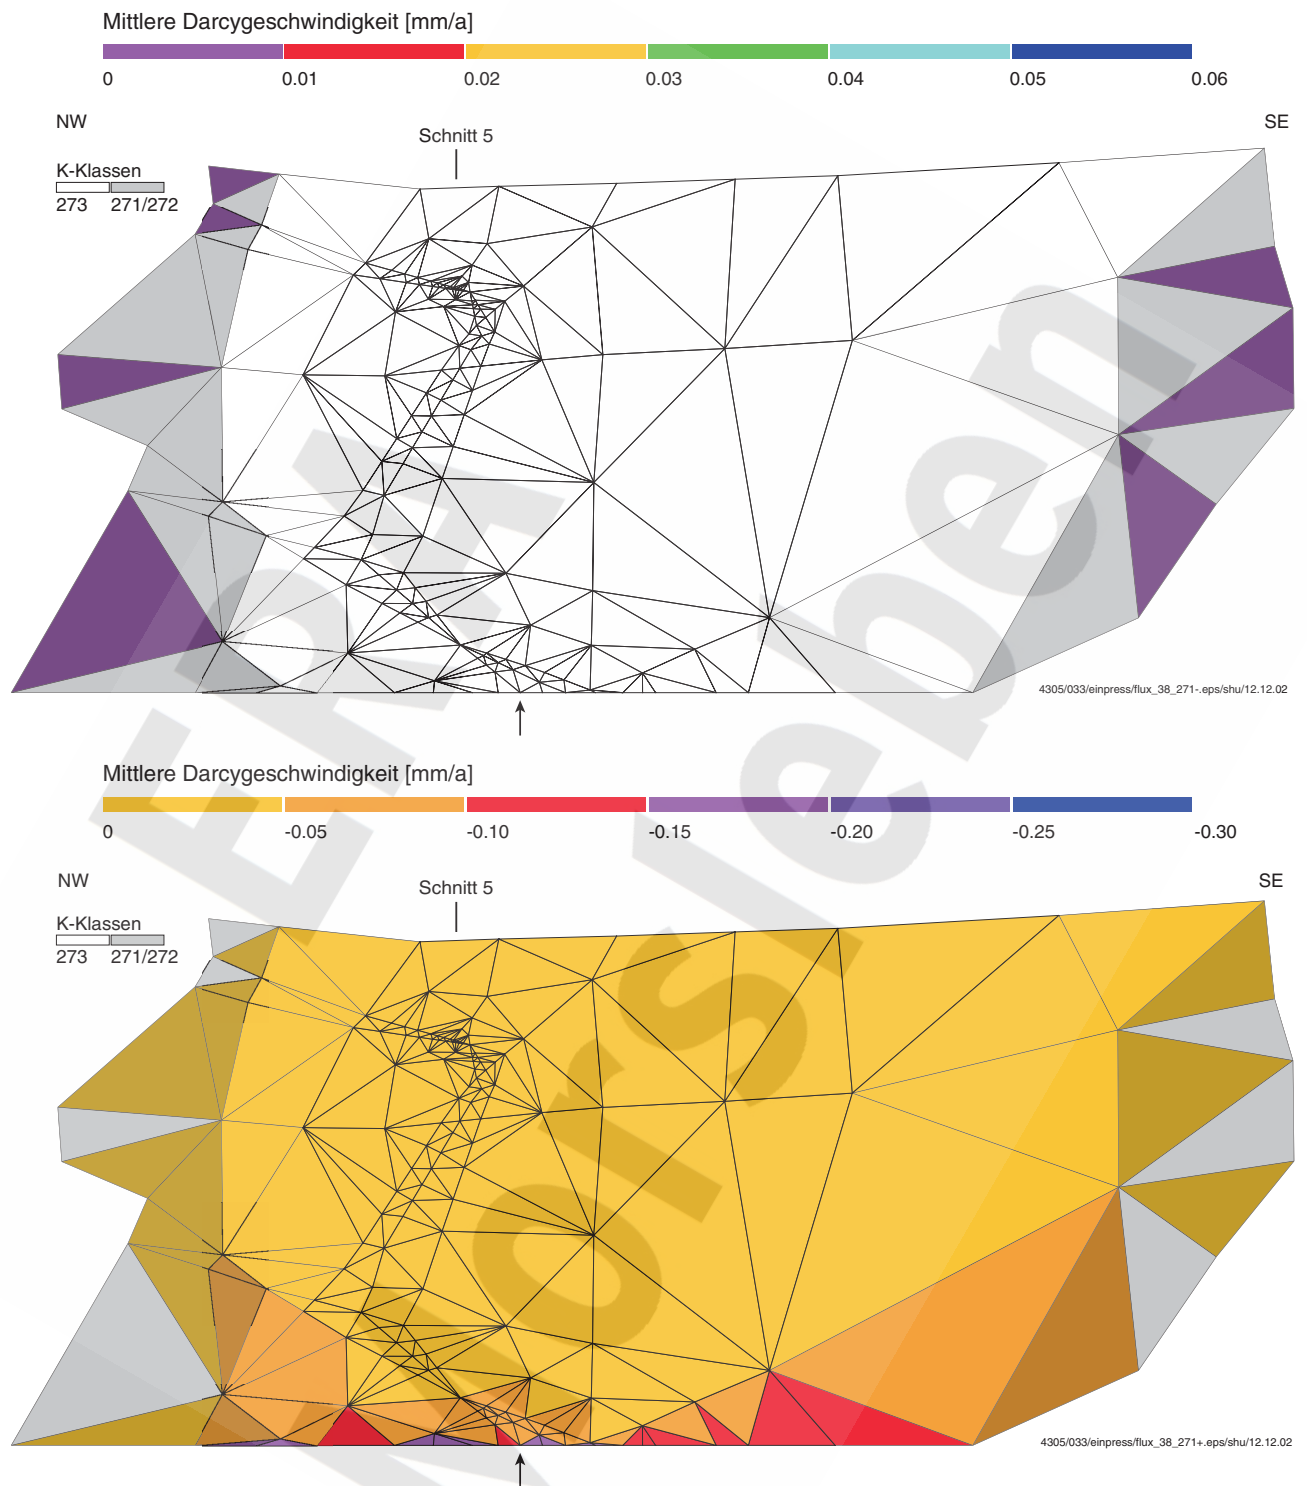 Mittlere Darcygeschwindigkeit [mm/a]
0 0.01 0.02 0.03 0.04 0.05 0.06
NW SE
Schnitt 5
K-Klassen
273 271/272
4305/033/einpress/flux_38_271-.eps/shu/12.12.02
Mittlere Darcygeschwindigkeit [mm/a]
0 -0.05 -0.10 -0.15 -0.20 -0.25 -0.30
NW SE
Schnitt 5
K-Klassen
273 271/272
4305/033/einpress/flux_38_271+.eps/shu/12.12.02
ERA Morsleben